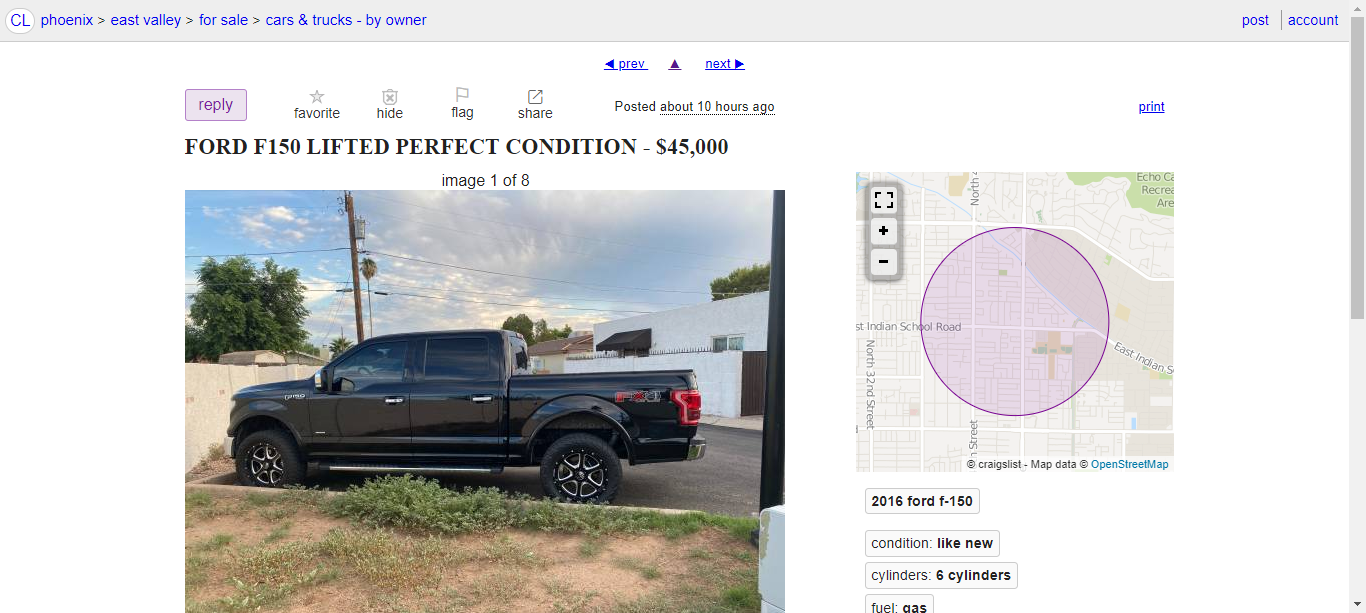 CL phoenix > east valley > for sale > cars & trucks - by owner
post account
◀ prev ▲ next ▶
reply favorite hide flag share Posted about 10 hours ago print
FORD F150 LIFTED PERFECT CONDITION - $45,000
image 1 of 8
F150
FX4
North 4
Echo Ca
Recrea
Are
+
−
st Indian School Road
East Indian S
North 32nd Street
h Street
© craigslist - Map data © OpenStreetMap
2016 ford f-150
condition: like new
cylinders: 6 cylinders
fuel: gas